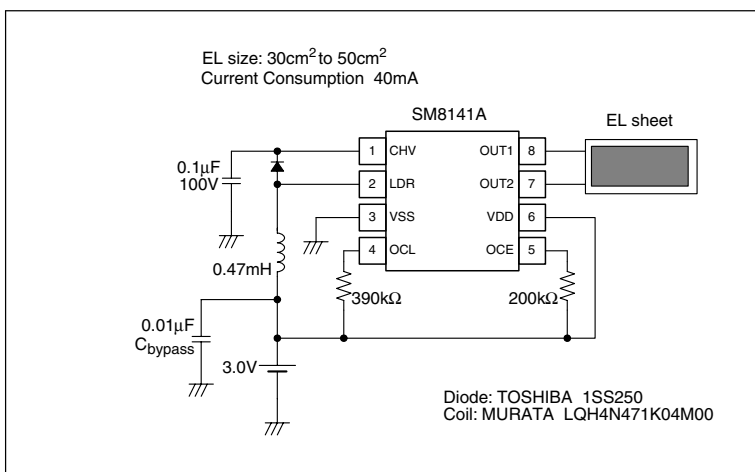 EL size: 30cm² to 50cm²
Current Consumption 40mA
SM8141A
EL sheet
1 CHV OUT1 8
0.1µF
100V
2 LDR OUT2 7
3 VSS VDD 6
4 OCL OCE 5
0.47mH
390kΩ
200kΩ
0.01µF
Cbypass
3.0V
Diode: TOSHIBA 1SS250
Coil: MURATA LQH4N471K04M00